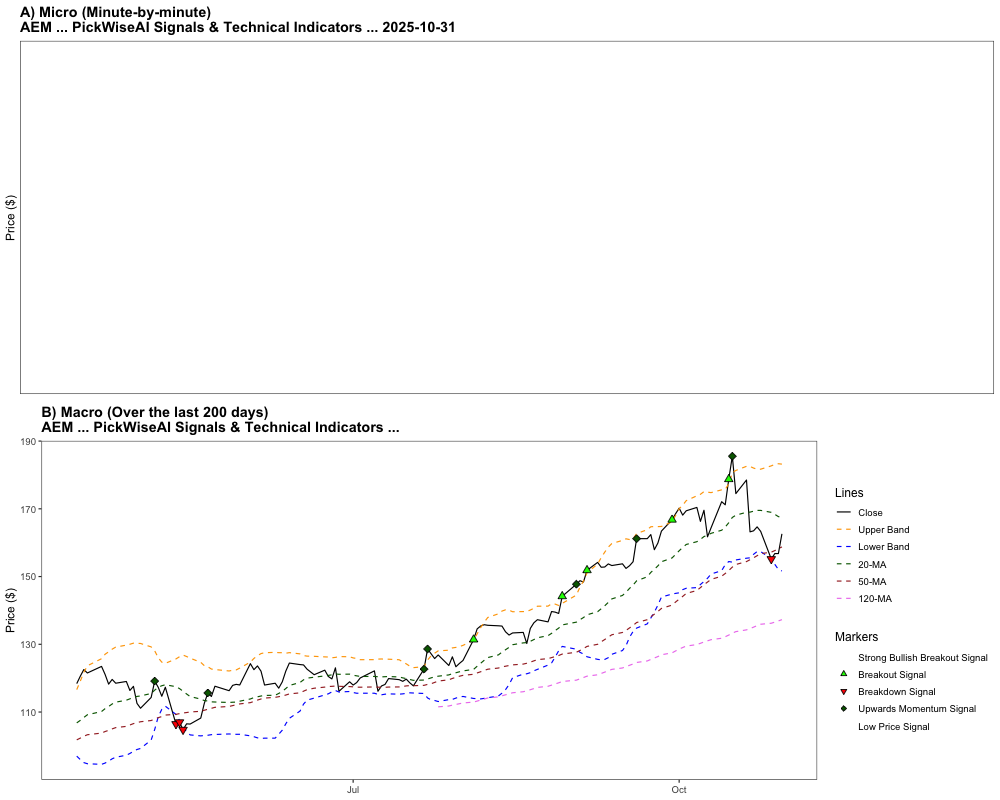 A) Micro (Minute-by-minute)
AEM ... PickWiseAI Signals & Technical Indicators ... 2025-10-31
Price ($)
B) Macro (Over the last 200 days)
AEM ... PickWiseAI Signals & Technical Indicators ...
190
170
150
130
110
Price ($)
Jul
Oct
Lines
Close
Upper Band
Lower Band
20-MA
50-MA
120-MA
Markers
Strong Bullish Breakout Signal
Breakout Signal
Breakdown Signal
Upwards Momentum Signal
Low Price Signal